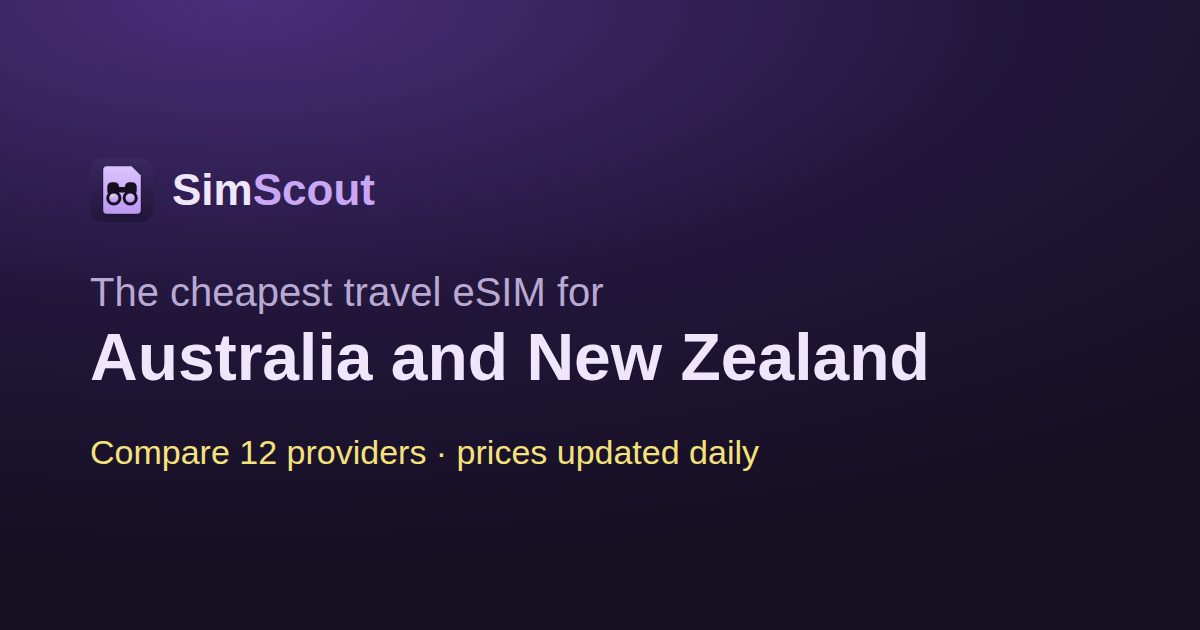 SimScout
The cheapest travel eSIM for
Australia and New Zealand
Compare 12 providers · prices updated daily